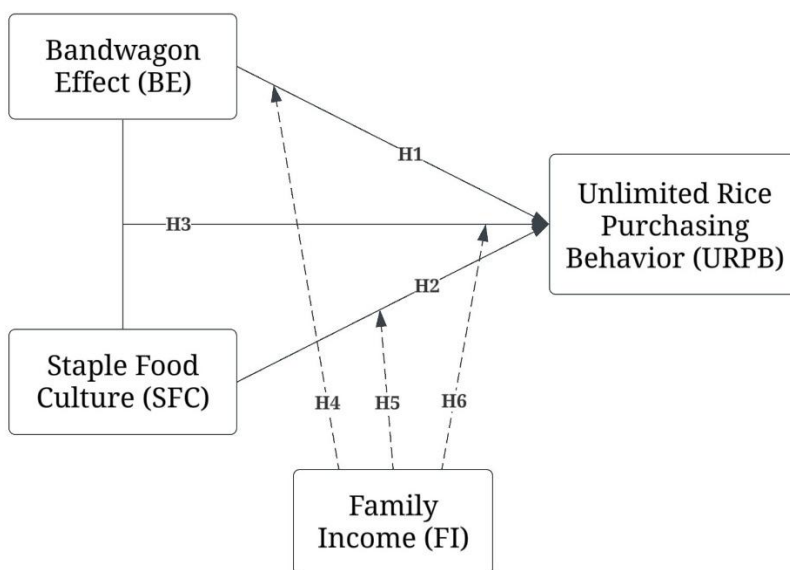 Bandwagon
Effect (BE)
H1
Unlimited Rice
Purchasing
Behavior (URPB)
H3
H2
Staple Food
Culture (SFC)
H4
H5
H6
Family
Income (FI)